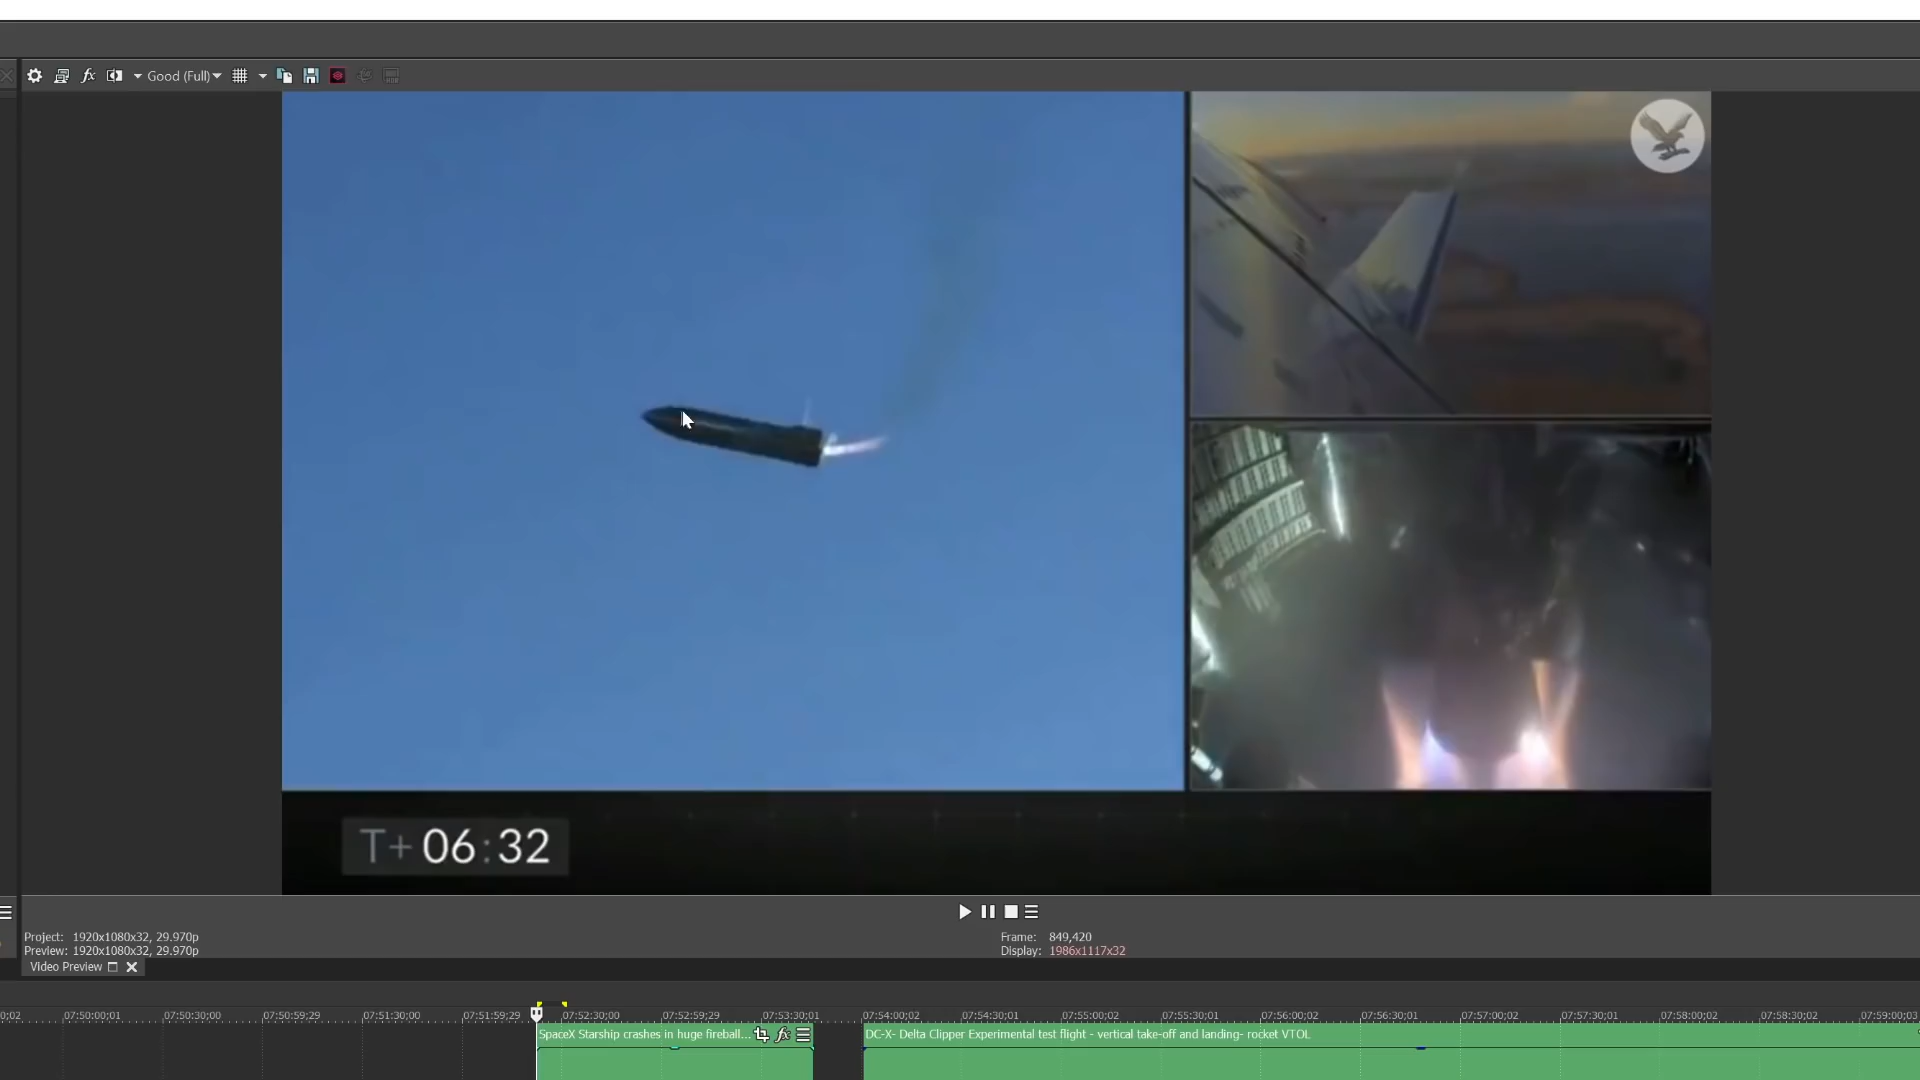 Good (Full)
T+ 06:32
Project: 1920x1080x32, 29.970p
Preview: 1920x1080x32, 29.970p
Frame: 849,420
Display: 1986x1117x32
Video Preview
0;02 07:50:00;01 07:50:30;00 07:50:59;29 07:51:30;00 07:51:59;29 07:52:30;00 07:52:59;29 07:53:30;01 07:54:00;02 07:54:30;01 07:55:00;02 07:55:30;01 07:56:00;02 07:56:30;01 07:57:00;02 07:57:30;01 07:58:00;02 07:58:30;02 07:59:00;03
SpaceX Starship crashes in huge fireball... DC-X- Delta Clipper Experimental test flight - vertical take-off and landing- rocket VTOL